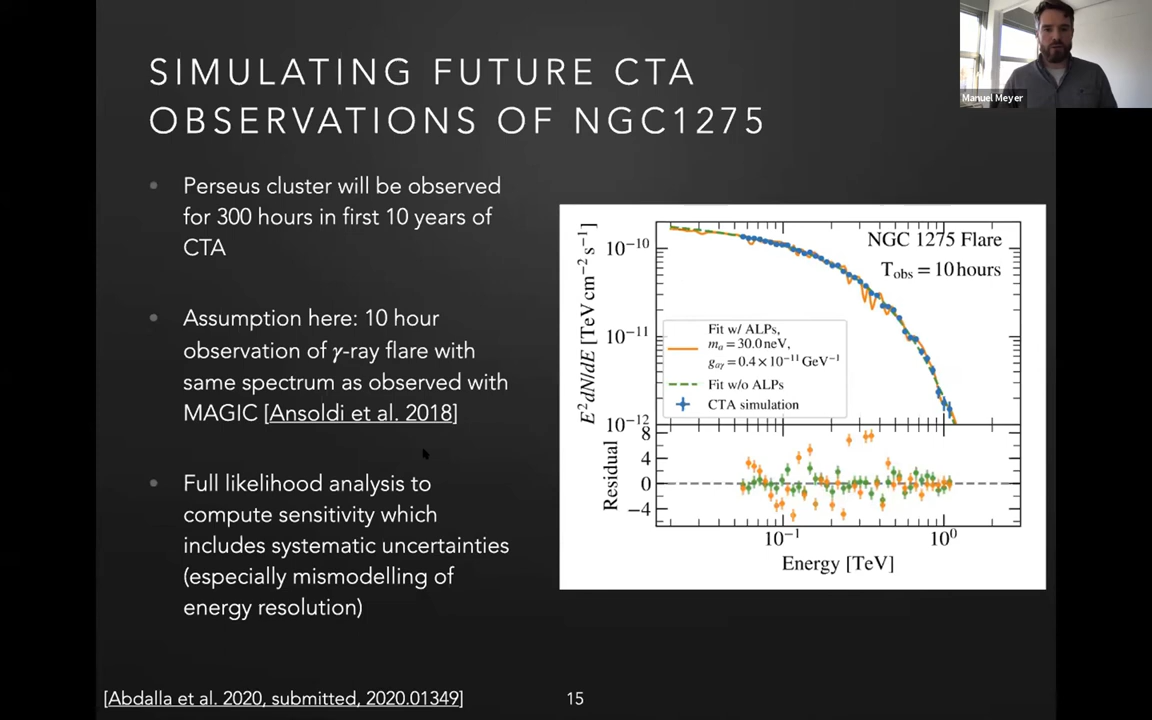 SIMULATING FUTURE CTA
OBSERVATIONS OF NGC1275
Manuel Meyer
• Perseus cluster will be observed
for 300 hours in first 10 years of
CTA
• Assumption here: 10 hour
observation of γ-ray flare with
same spectrum as observed with
MAGIC [Ansoldi et al. 2018]
• Full likelihood analysis to
compute sensitivity which
includes systematic uncertainties
(especially mismodelling of
energy resolution)
E² dN/dE [TeV cm⁻² s⁻¹]
10⁻¹⁰
10⁻¹¹
10⁻¹²
NGC 1275 Flare
T_obs = 10 hours
Fit w/ ALPs,
m_a = 30.0 neV,
g_aγ = 0.4 × 10⁻¹¹ GeV⁻¹
Fit w/o ALPs
CTA simulation
Residual
8
4
0
−4
10⁻¹
10⁰
Energy [TeV]
[Abdalla et al. 2020, submitted, 2020.01349]
15